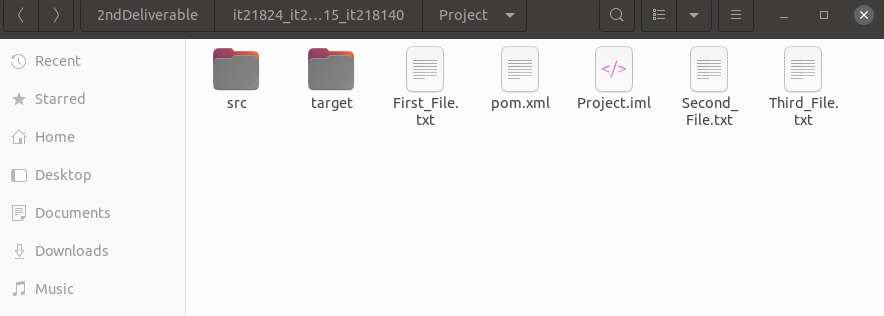 2ndDeliverable
it21824_it2…15_it218140
Project
Recent
Starred
Home
Desktop
Documents
Downloads
Music
src
target
First_File.
txt
pom.xml
Project.iml
Second_
File.txt
Third_File.
txt